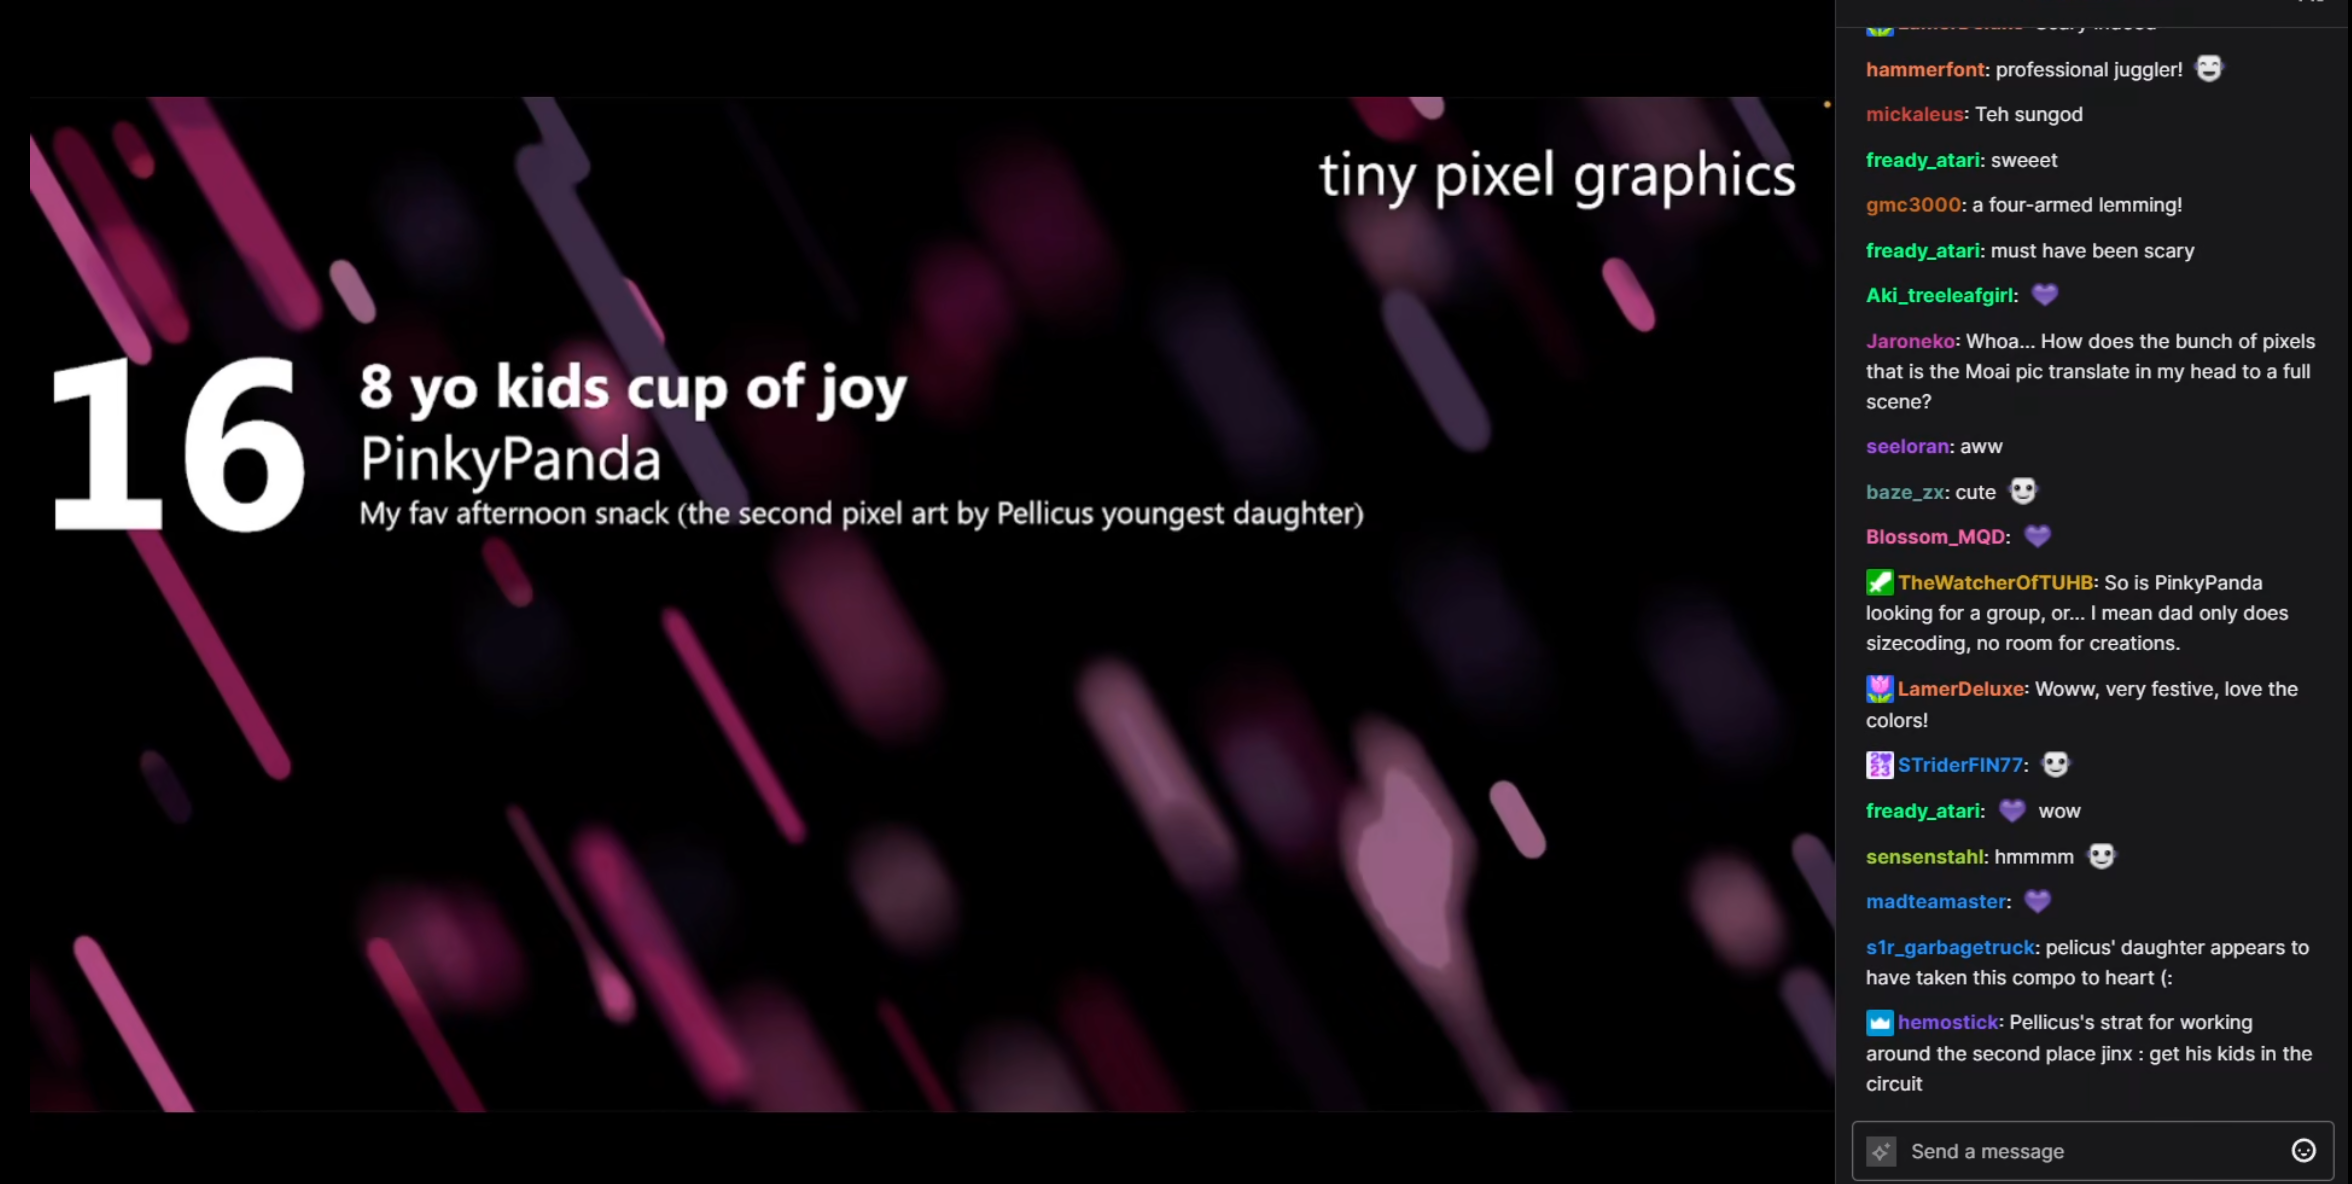 tiny pixel graphics
16
8 yo kids cup of joy
PinkyPanda
My fav afternoon snack (the second pixel art by Pellicus youngest daughter)
hammerfont: professional juggler!
mickaleus: Teh sungod
fready_atari: sweeet
gmc3000: a four-armed lemming!
fready_atari: must have been scary
Aki_treeleafgirl:
Jaroneko: Whoa... How does the bunch of pixels
that is the Moai pic translate in my head to a full
scene?
seeloran: aww
baze_zx: cute
Blossom_MQD:
TheWatcherOfTUHB: So is PinkyPanda
looking for a group, or... I mean dad only does
sizecoding, no room for creations.
LamerDeluxe: Woww, very festive, love the
colors!
STriderFIN77:
fready_atari: wow
sensenstahl: hmmmm
madteamaster:
s1r_garbagetruck: pelicus' daughter appears to
have taken this compo to heart (:
hemostick: Pellicus's strat for working
around the second place jinx : get his kids in the
circuit
Send a message